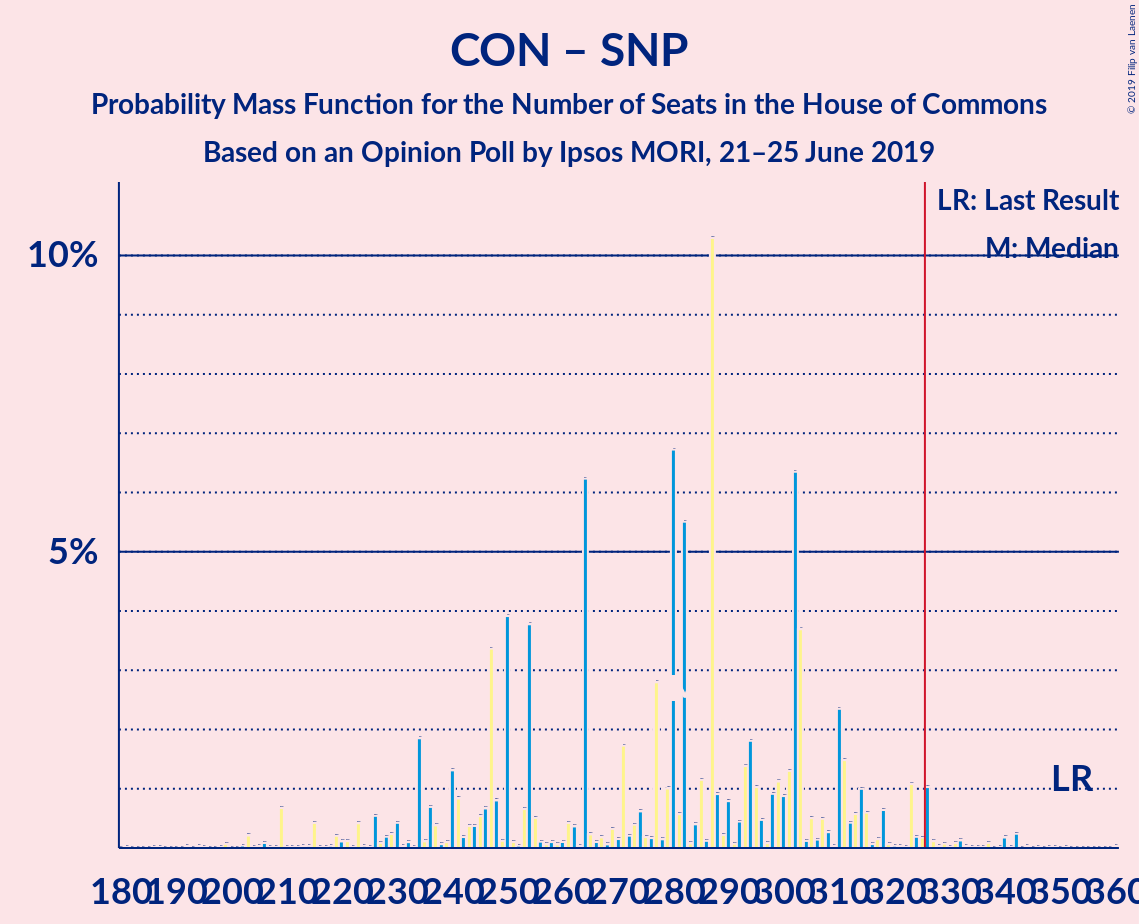 CON – SNP
Probability Mass Function for the Number of Seats in the House of Commons
Based on an Opinion Poll by Ipsos MORI, 21–25 June 2019
© 2019 Filip van Laenen
LR: Last Result
M: Median
10%
5%
LR
180 190 200 210 220 230 240 250 260 270 280 290 300 310 320 330 340 350 360